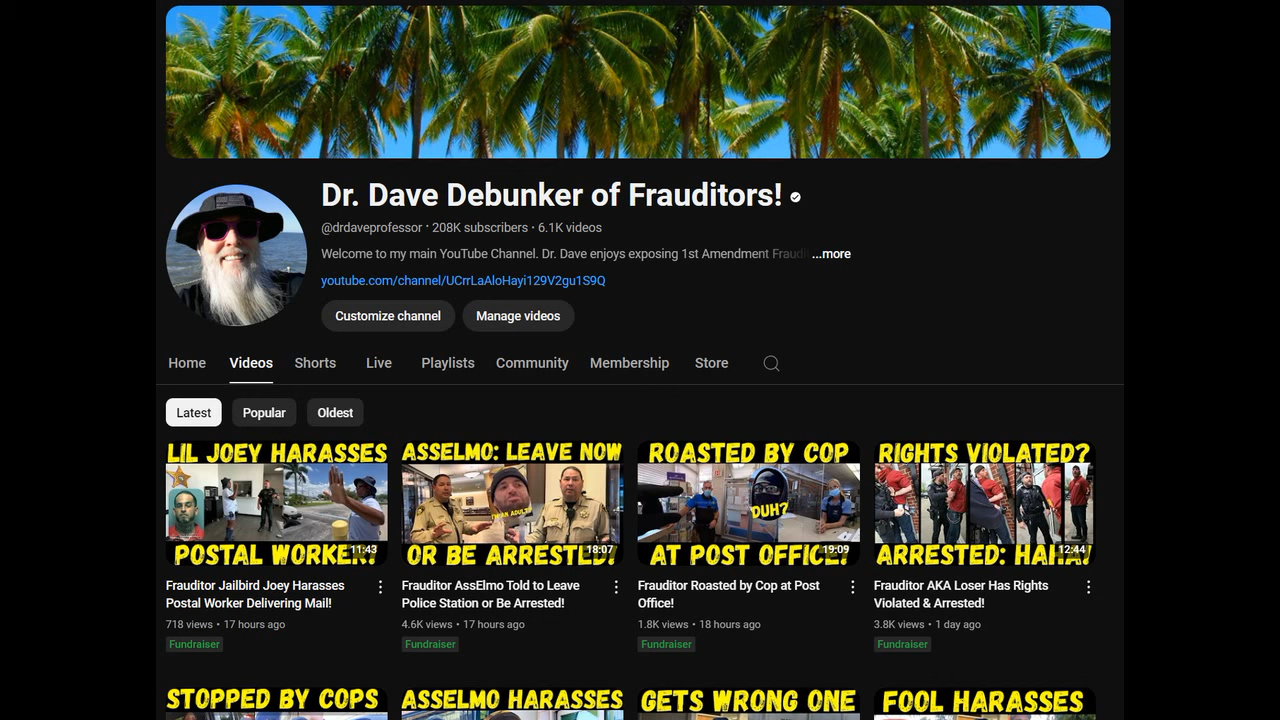 Dr. Dave Debunker of Frauditors!
@drdaveprofessor · 208K subscribers · 6.1K videos
Welcome to my main YouTube Channel. Dr. Dave enjoys exposing 1st Amendment Fraudi ...more
youtube.com/channel/UCrrLaAloHayi129V2gu1S9Q
Customize channel Manage videos
Home Videos Shorts Live Playlists Community Membership Store
Latest Popular Oldest
LIL JOEY HARASSES
POSTAL WORKER!
11:43
Frauditor Jailbird Joey Harasses
Postal Worker Delivering Mail!
718 views • 17 hours ago
Fundraiser
ASSELMO: LEAVE NOW
I'M AN ADULT!
OR BE ARRESTED!
18:07
Frauditor AssElmo Told to Leave
Police Station or Be Arrested!
4.6K views • 17 hours ago
Fundraiser
ROASTED BY COP
DUH?
AT POST OFFICE!
19:09
Frauditor Roasted by Cop at Post
Office!
1.8K views • 18 hours ago
Fundraiser
RIGHTS VIOLATED?
ARRESTED: HAHA!
12:44
Frauditor AKA Loser Has Rights
Violated & Arrested!
3.8K views • 1 day ago
Fundraiser
STOPPED BY COPS
ASSELMO HARASSES
GETS WRONG ONE
FOOL HARASSES